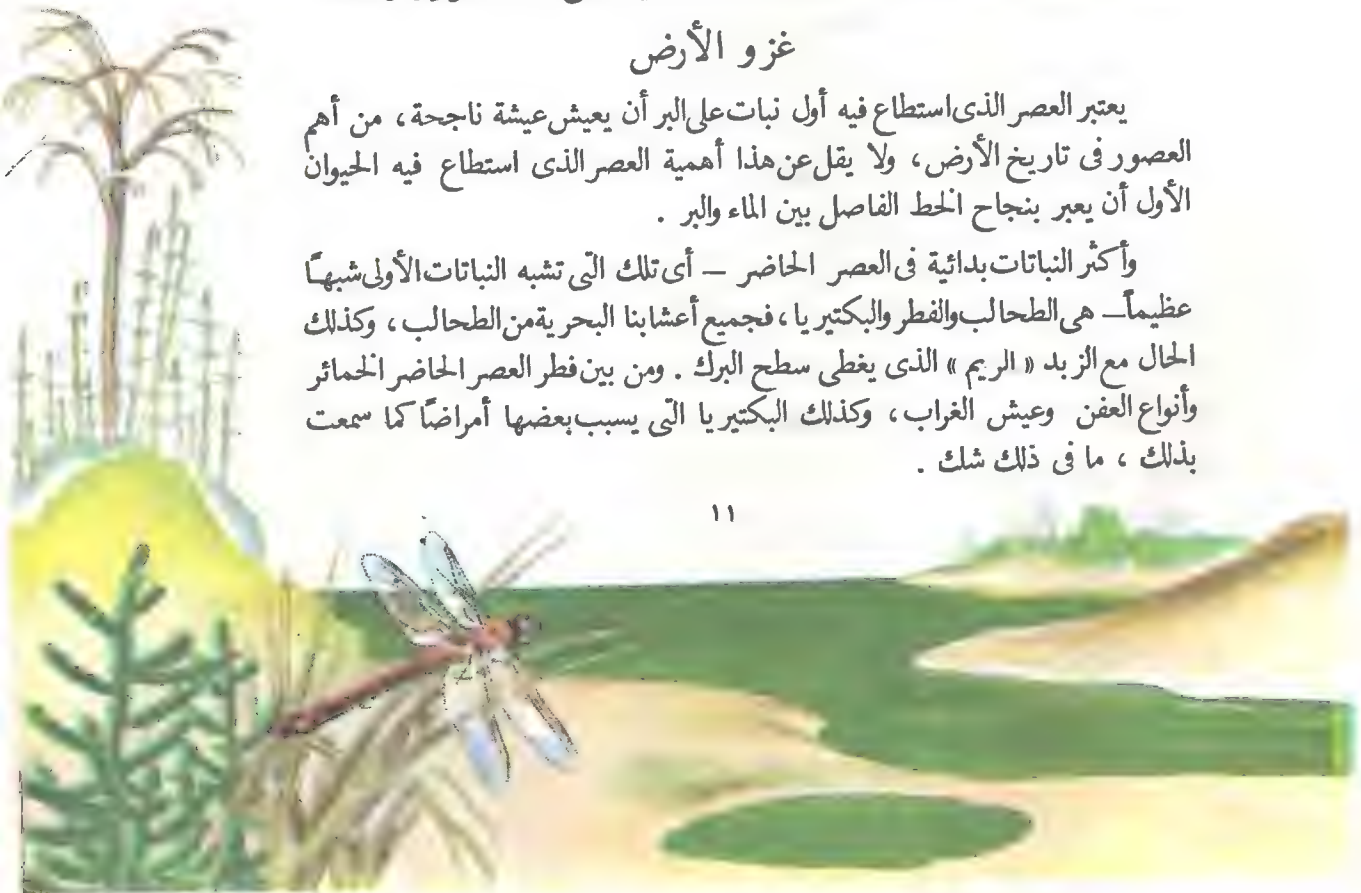 غزو الأرض
يعتبر العصر الذى استطاع فيه أول نبات على البر أن يعيش عيشة ناجحة ، من أهم
العصور فى تاريخ الأرض ، ولا يقل عن هذا أهمية العصر الذى استطاع فيه الحيوان
الأول أن يعبر بنجاح الخط الفاصل بين الماء والبر .
وأكثر النباتات بدائية فى العصر الحاضر – أى تلك التى تشبه النباتات الأولى شبهاً
عظيماً – هى الطحالب والفطر والبكتيريا ، فجميع أعشابنا البحرية من الطحالب ، وكذلك
الحال مع الزبد « الريم » الذى يغطى سطح البرك . ومن بين فطر العصر الحاضر الخمائر
وأنواع العفن وعيش الغراب ، وكذلك البكتيريا التى يسبب بعضها أمراضاً كما سمعت
بذلك ، ما فى ذلك شك .
١١